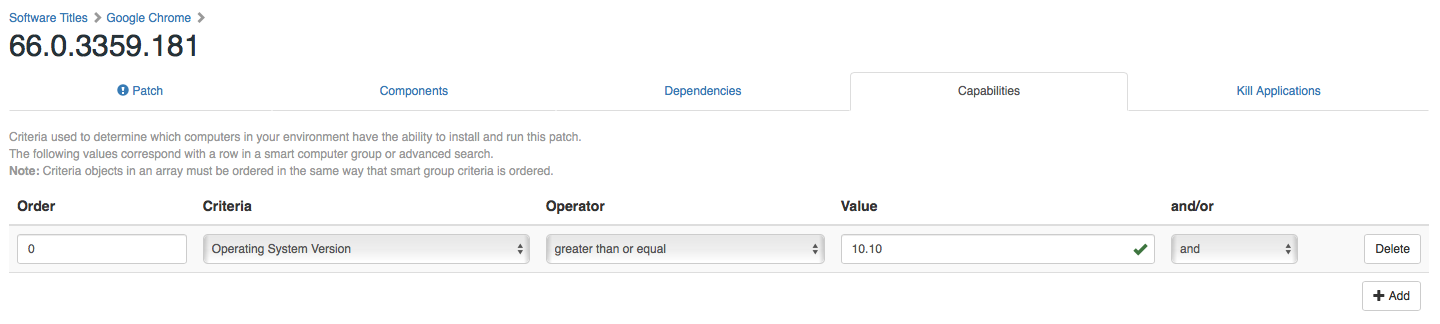 Software Titles > Google Chrome >
66.0.3359.181
Patch Components Dependencies Capabilities Kill Applications
Criteria used to determine which computers in your environment have the ability to install and run this patch.
The following values correspond with a row in a smart computer group or advanced search.
Note: Criteria objects in an array must be ordered in the same way that smart group criteria is ordered.
Order Criteria Operator Value and/or
0 Operating System Version greater than or equal 10.10 and Delete
+ Add